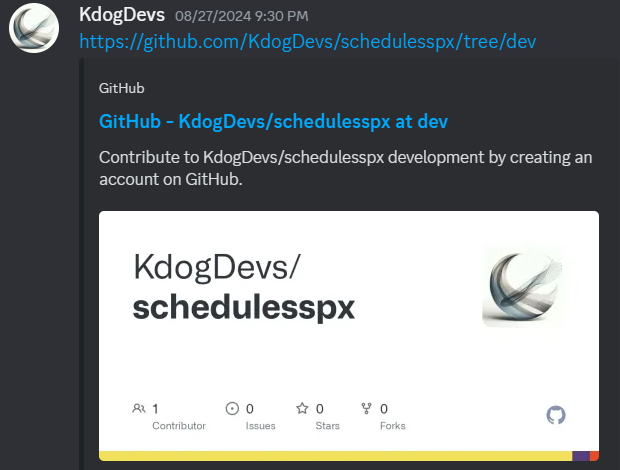 KdogDevs 08/27/2024 9:30 PM
https://github.com/KdogDevs/schedulesspx/tree/dev
GitHub
GitHub - KdogDevs/schedulesspx at dev
Contribute to KdogDevs/schedulesspx development by creating an
account on GitHub.
KdogDevs/
schedulesspx
1 0 0 0
Contributor Issues Stars Forks